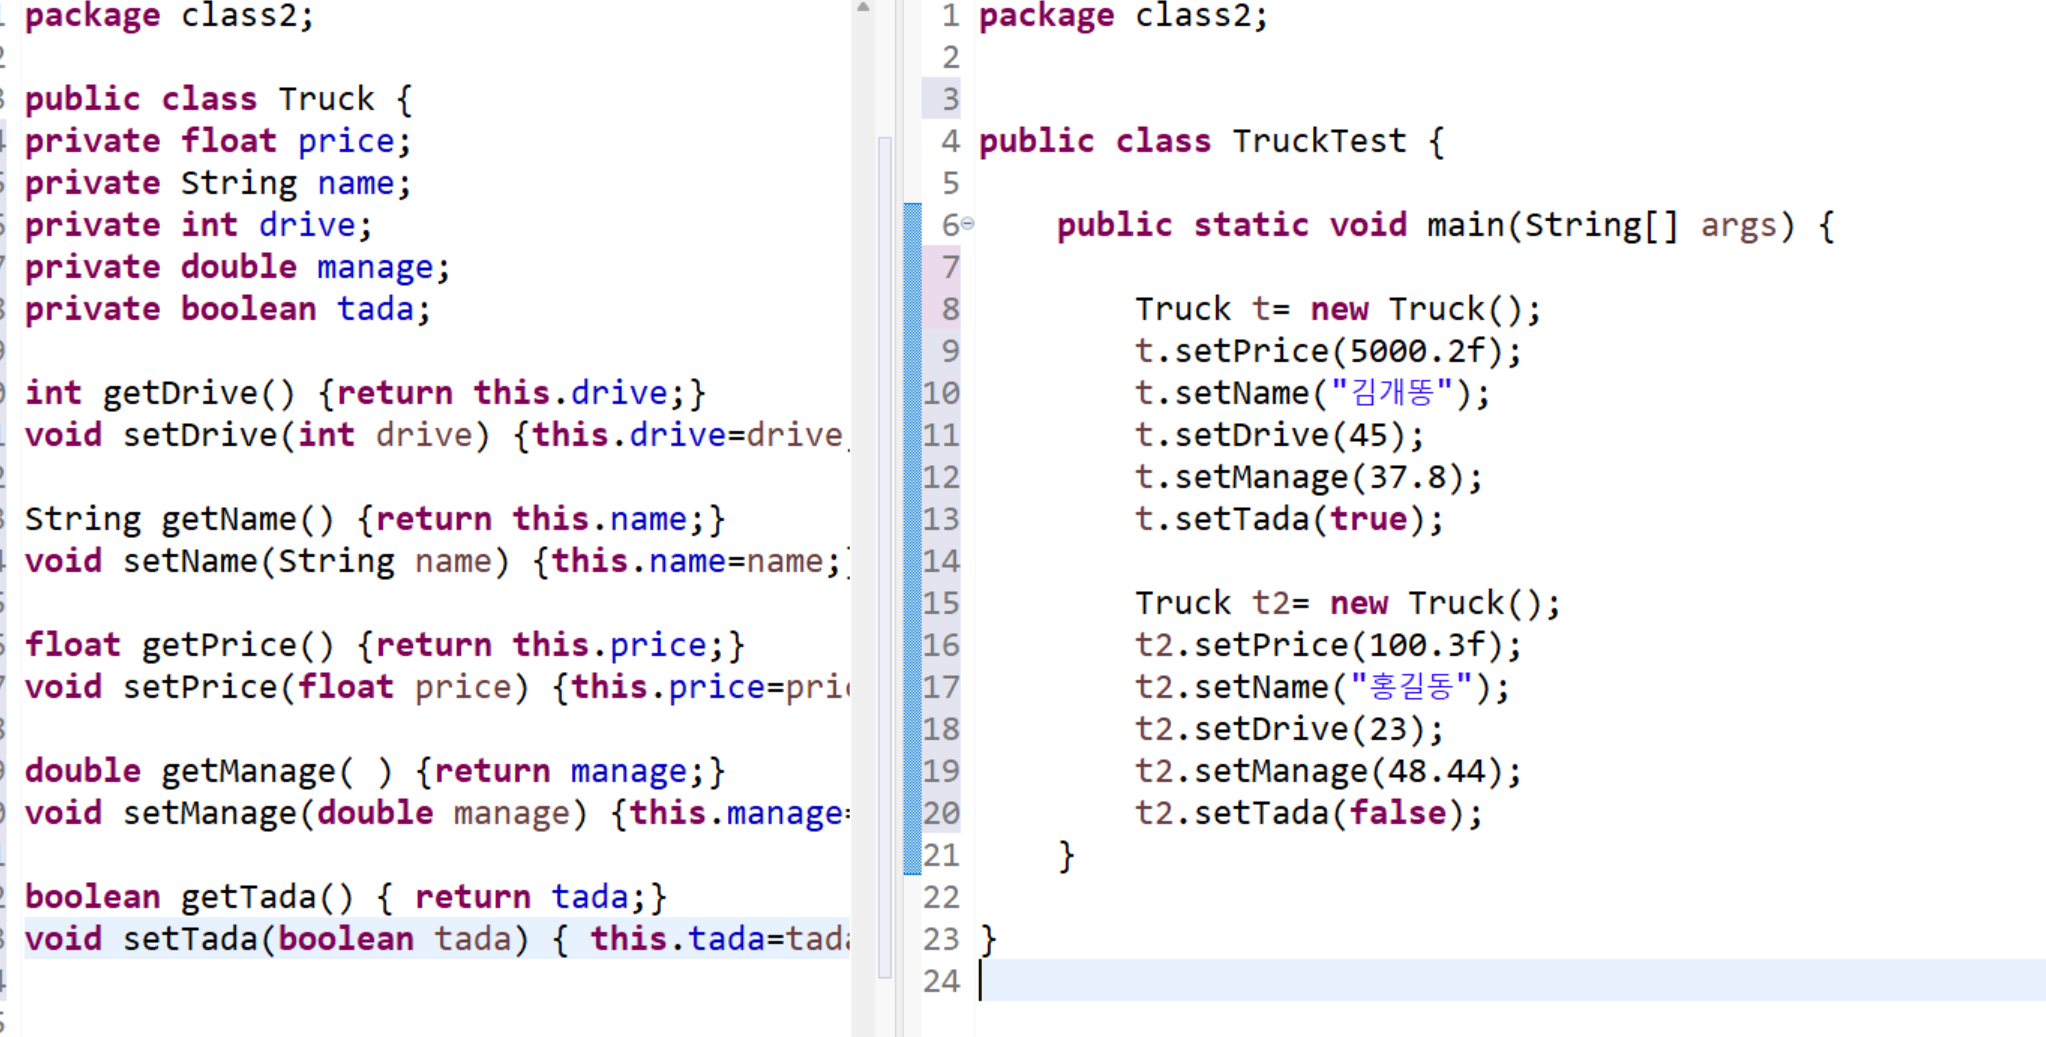 package class2;
public class Truck {
private float price;
private String name;
private int drive;
private double manage;
private boolean tada;
int getDrive() {return this.drive;}
void setDrive(int drive) {this.drive=drive
String getName() {return this.name;}
void setName(String name) {this.name=name;
float getPrice() {return this.price;}
void setPrice(float price) {this.price=pri
double getManage( ) {return manage;}
void setManage(double manage) {this.manage=
boolean getTada() { return tada;}
void setTada(boolean tada) { this.tada=tada
1 package class2;
2
3
4 public class TruckTest {
5
6 public static void main(String[] args) {
7
8 Truck t= new Truck();
9 t.setPrice(5000.2f);
10 t.setName("김개똥");
11 t.setDrive(45);
12 t.setManage(37.8);
13 t.setTada(true);
14
15 Truck t2= new Truck();
16 t2.setPrice(100.3f);
17 t2.setName("홍길동");
18 t2.setDrive(23);
19 t2.setManage(48.44);
20 t2.setTada(false);
21 }
22
23 }
24